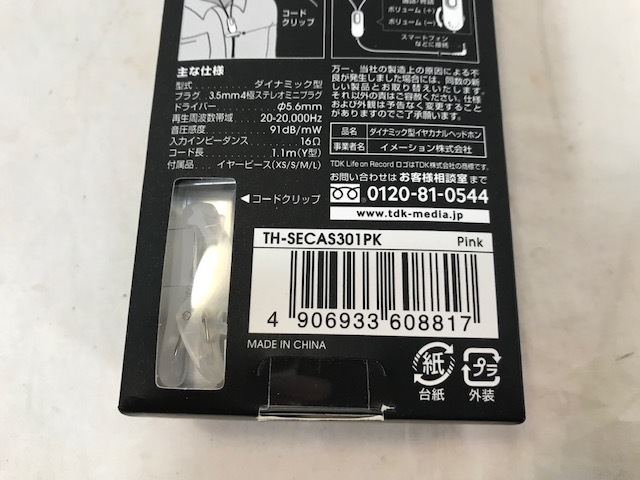 コード
クリップ
ボリューム(+)
ボリューム(−)
スマートフォン
などに接続
主な仕様
型式 ダイナミック型
プラグ 3.5mm4極ステレオミニプラグ
ドライバー Φ5.6mm
再生周波数帯域 20-20,000Hz
音圧感度 91dB/mW
入力インピーダンス 16Ω
コード長 1.1m(Y型)
付属品 イヤーピース(XS/S/M/L)
万一、当社の製造上の原因による不
良が発生しました場合には、同数の新
しい製品とお取り替えいたします。
それ以外の責はご容赦ください。仕様
および外観は予告なく変更すること
がありますのでご了承願います。
品名 ダイナミック型イヤカナルヘッドホン
事業者名 イメーション株式会社
TDK Life on Record ロゴはTDK株式会社の商標です。
お問い合わせは お客様相談室まで
0120-81-0544
www.tdk-media.jp
◀コードクリップ
TH-SECAS301PK Pink
4 906933 608817
MADE IN CHINA
紙
台紙
プラ
外装